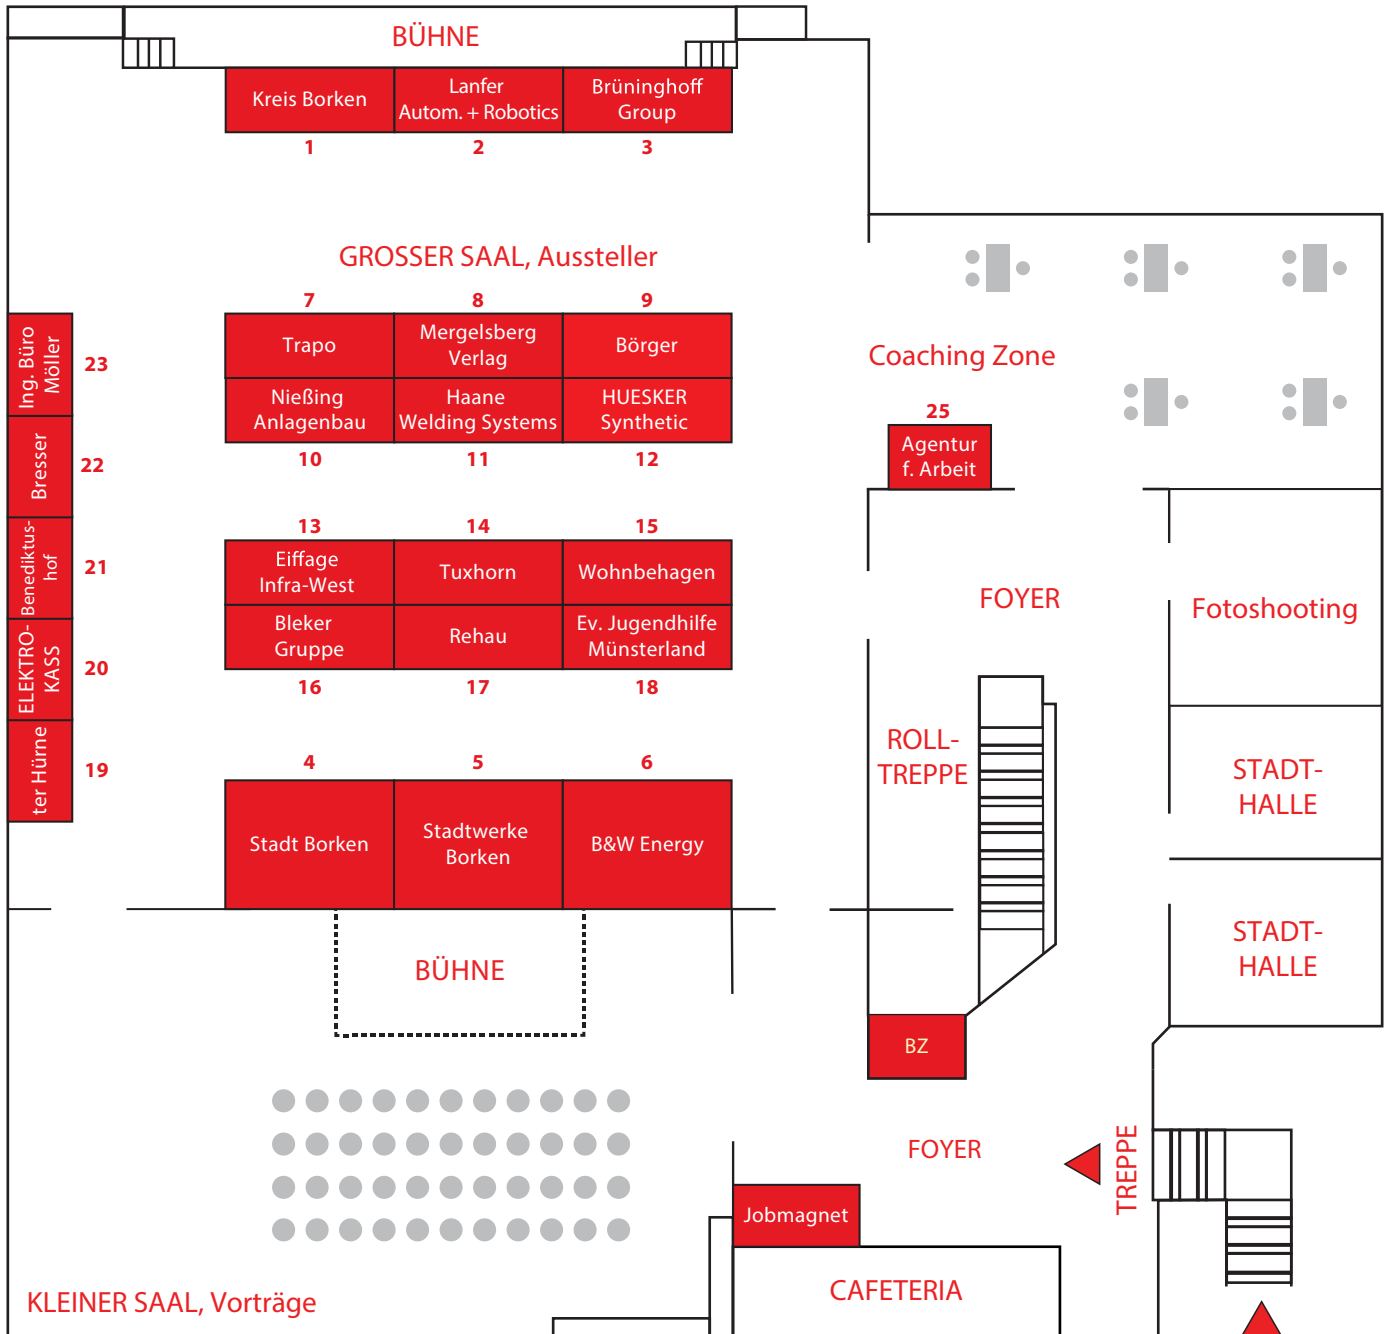 BÜHNE
Kreis Borken
Lanfer
Autom. + Robotics
Brüninghoff
Group
1
2
3
GROSSER SAAL, Aussteller
7
8
9
Trapo
Mergelsberg
Verlag
Börger
Nießing
Anlagenbau
Haane
Welding Systems
HUESKER
Synthetic
10
11
12
13
14
15
Eiffage
Infra-West
Tuxhorn
Wohnbehagen
Bleker
Gruppe
Rehau
Ev. Jugendhilfe
Münsterland
16
17
18
4
5
6
Stadt Borken
Stadtwerke
Borken
B&W Energy
Ing. Büro
Möller
23
Bresser
22
Benediktus-
hof
21
ELEKTRO-
KASS
20
ter Hürne
19
Coaching Zone
25
Agentur
f. Arbeit
FOYER
Fotoshooting
ROLL-
TREPPE
STADT-
HALLE
STADT-
HALLE
BÜHNE
BZ
FOYER
TREPPE
Jobmagnet
CAFETERIA
KLEINER SAAL, Vorträge